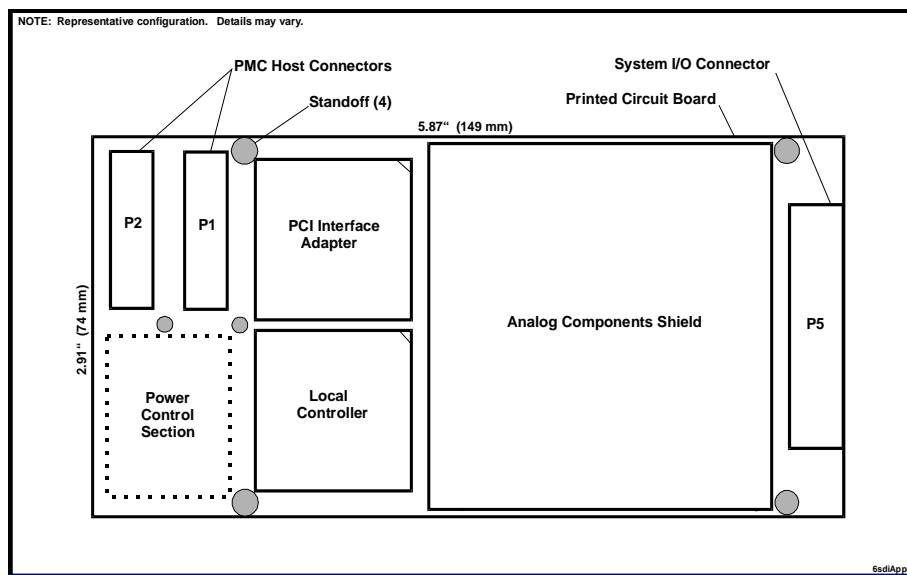 NOTE: Representative configuration. Details may vary.
PMC Host Connectors
System I/O Connector
Standoff (4)
Printed Circuit Board
5.87“ (149 mm)
P2
P1
PCI Interface
Adapter
2.91“ (74 mm)
Analog Components Shield
P5
Power
Control
Section
Local
Controller
6sdiApp